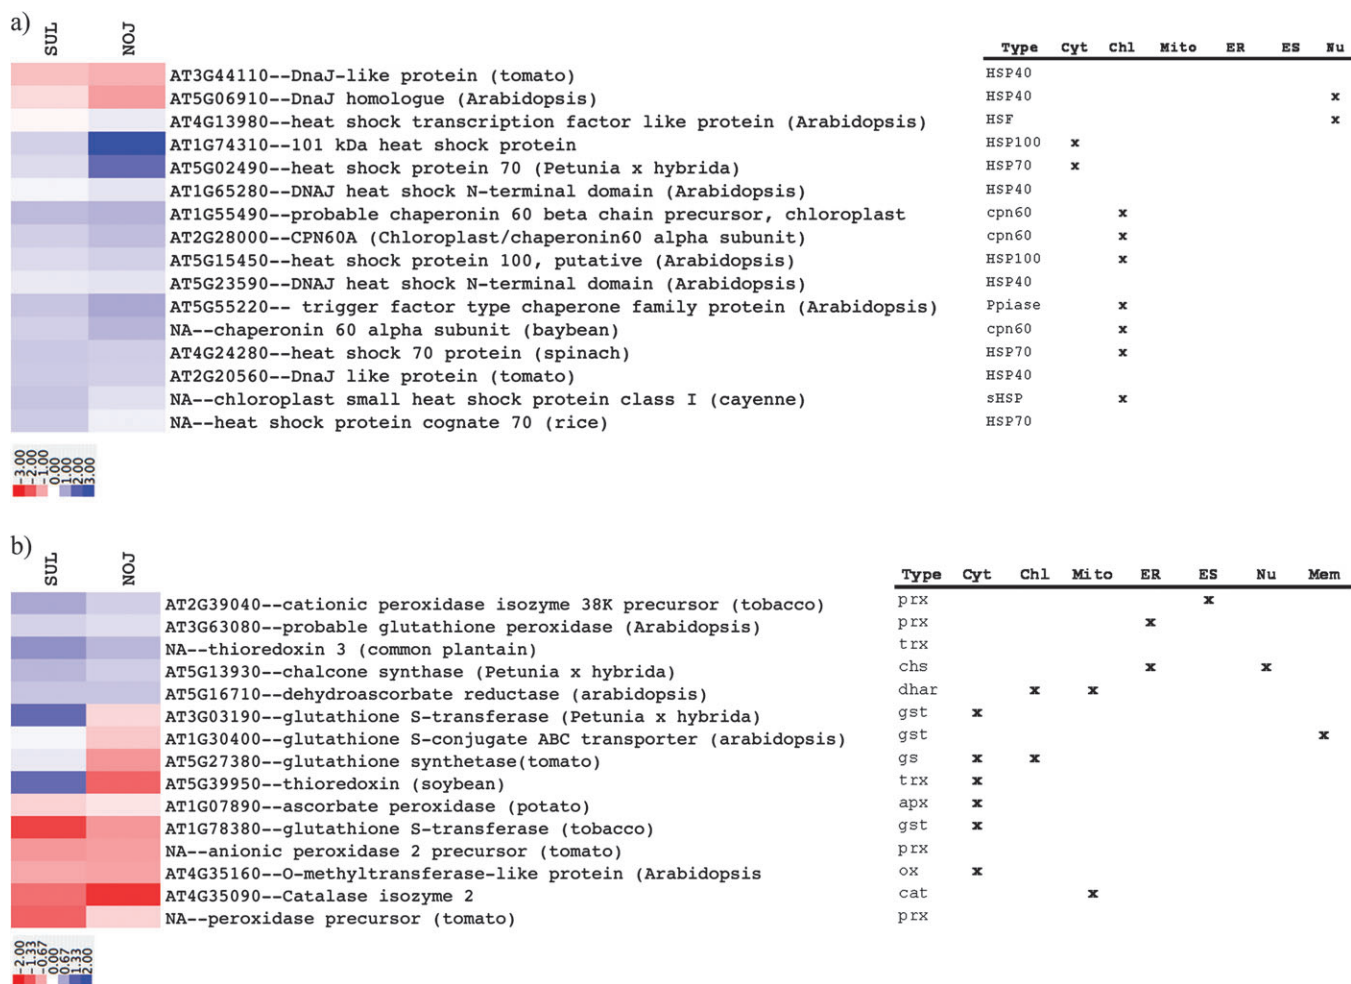 a)
SUL NOJ
Type Cyt Chl Mito ER ES Nu
AT3G44110--DnaJ-like protein (tomato) HSP40
AT5G06910--DnaJ homologue (Arabidopsis) HSP40 x
AT4G13980--heat shock transcription factor like protein (Arabidopsis) HSF x
AT1G74310--101 kDa heat shock protein HSP100 x
AT5G02490--heat shock protein 70 (Petunia x hybrida) HSP70 x
AT1G65280--DNAJ heat shock N-terminal domain (Arabidopsis) HSP40
AT1G55490--probable chaperonin 60 beta chain precursor, chloroplast cpn60 x
AT2G28000--CPN60A (Chloroplast/chaperonin60 alpha subunit) cpn60 x
AT5G15450--heat shock protein 100, putative (Arabidopsis) HSP100 x
AT5G23590--DNAJ heat shock N-terminal domain (Arabidopsis) HSP40
AT5G55220-- trigger factor type chaperone family protein (Arabidopsis) Ppiase x
NA--chaperonin 60 alpha subunit (baybean) cpn60 x
AT4G24280--heat shock 70 protein (spinach) HSP70 x
AT2G20560--DnaJ like protein (tomato) HSP40
NA--chloroplast small heat shock protein class I (cayenne) sHSP x
NA--heat shock protein cognate 70 (rice) HSP70
-3.00 -2.00 -1.00 0.00 1.00 2.00 3.00
b)
SUL NOJ
Type Cyt Chl Mito ER ES Nu Mem
AT2G39040--cationic peroxidase isozyme 38K precursor (tobacco) prx x
AT3G63080--probable glutathione peroxidase (Arabidopsis) prx x
NA--thioredoxin 3 (common plantain) trx
AT5G13930--chalcone synthase (Petunia x hybrida) chs x x
AT5G16710--dehydroascorbate reductase (arabidopsis) dhar x x
AT3G03190--glutathione S-transferase (Petunia x hybrida) gst x
AT1G30400--glutathione S-conjugate ABC transporter (arabidopsis) gst x
AT5G27380--glutathione synthetase(tomato) gs x x
AT5G39950--thioredoxin (soybean) trx x
AT1G07890--ascorbate peroxidase (potato) apx x
AT1G78380--glutathione S-transferase (tobacco) gst x
NA--anionic peroxidase 2 precursor (tomato) prx
AT4G35160--O-methyltransferase-like protein (Arabidopsis ox x
AT4G35090--Catalase isozyme 2 cat x
NA--peroxidase precursor (tomato) prx
-2.00 -1.33 -0.67 0.00 0.67 1.33 2.00